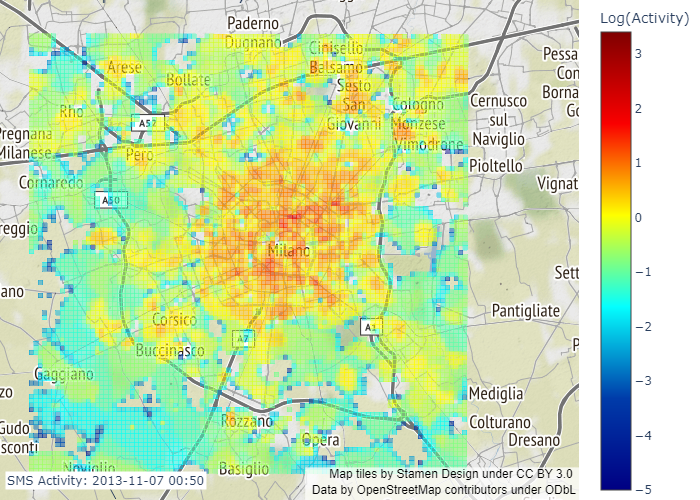 Log(Activity)
Paderno
Dugnano
Cinisello
Balsamo
Arese
Bollate
Sesto
San
Giovanni
Cologno
Monzese
Vimodrone
Pessa
Con
Borna
Go
Cernusco
sul
Naviglio
Rho
A52
Pregnana
Milanese
Pero
Pioltello
Cornaredo
A50
Vignat
reggio
Milano
Sett
ano
Pantigliate
Corsico
A7
A1
P
Buccinasco
Gaggiano
zo
Mediglia
Rozzano
Opera
Colturano
Dresano
Gudo
sconti
Noviglio
Basiglio
3
2
1
0
−1
−2
−3
−4
−5
SMS Activity: 2013-11-07 00:50
Map tiles by Stamen Design under CC BY 3.0
Data by OpenStreetMap contributors under ODbL